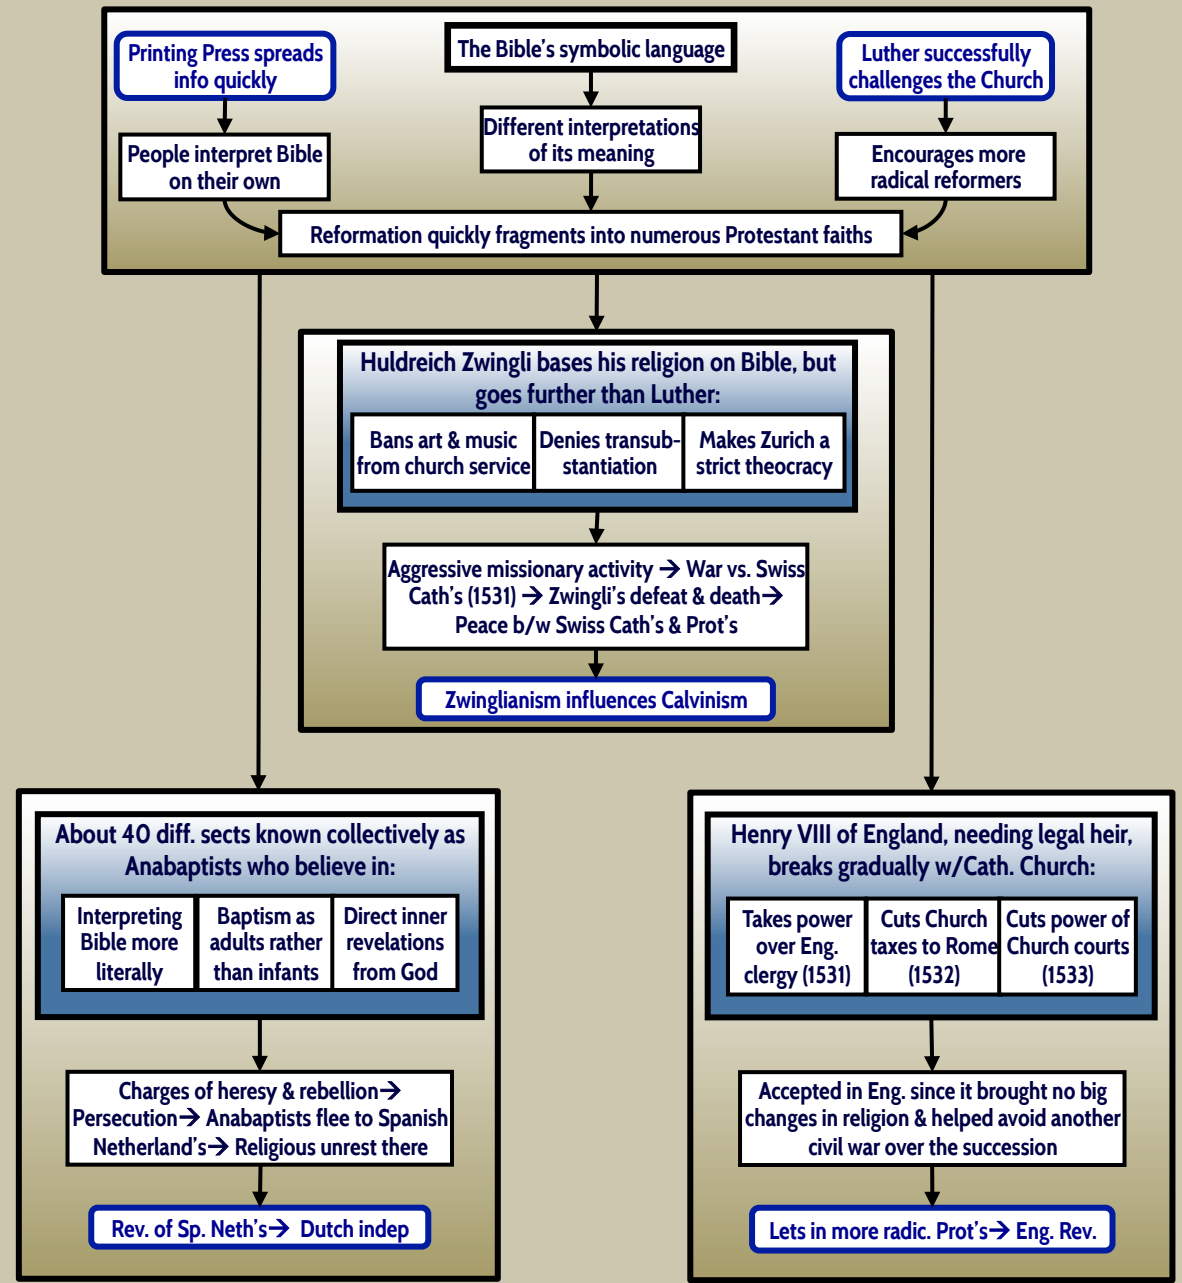 Printing Press spreads
info quickly
The Bible's symbolic language
Luther successfully
challenges the Church
People interpret Bible
on their own
Different interpretations
of its meaning
Encourages more
radical reformers
Reformation quickly fragments into numerous Protestant faiths
Huldreich Zwingli bases his religion on Bible, but
goes further than Luther:
Bans art & music
from church service
Denies transub-
stantiation
Makes Zurich a
strict theocracy
Aggressive missionary activity → War vs. Swiss
Cath's (1531) → Zwingli's defeat & death→
Peace b/w Swiss Cath's & Prot's
Zwinglianism influences Calvinism
About 40 diff. sects known collectively as
Anabaptists who believe in:
Interpreting
Bible more
literally
Baptism as
adults rather
than infants
Direct inner
revelations
from God
Charges of heresy & rebellion→
Persecution→ Anabaptists flee to Spanish
Netherland's→ Religious unrest there
Rev. of Sp. Neth's→ Dutch indep
Henry VIII of England, needing legal heir,
breaks gradually w/Cath. Church:
Takes power
over Eng.
clergy (1531)
Cuts Church
taxes to Rome
(1532)
Cuts power of
Church courts
(1533)
Accepted in Eng. since it brought no big
changes in religion & helped avoid another
civil war over the succession
Lets in more radic. Prot's→ Eng. Rev.